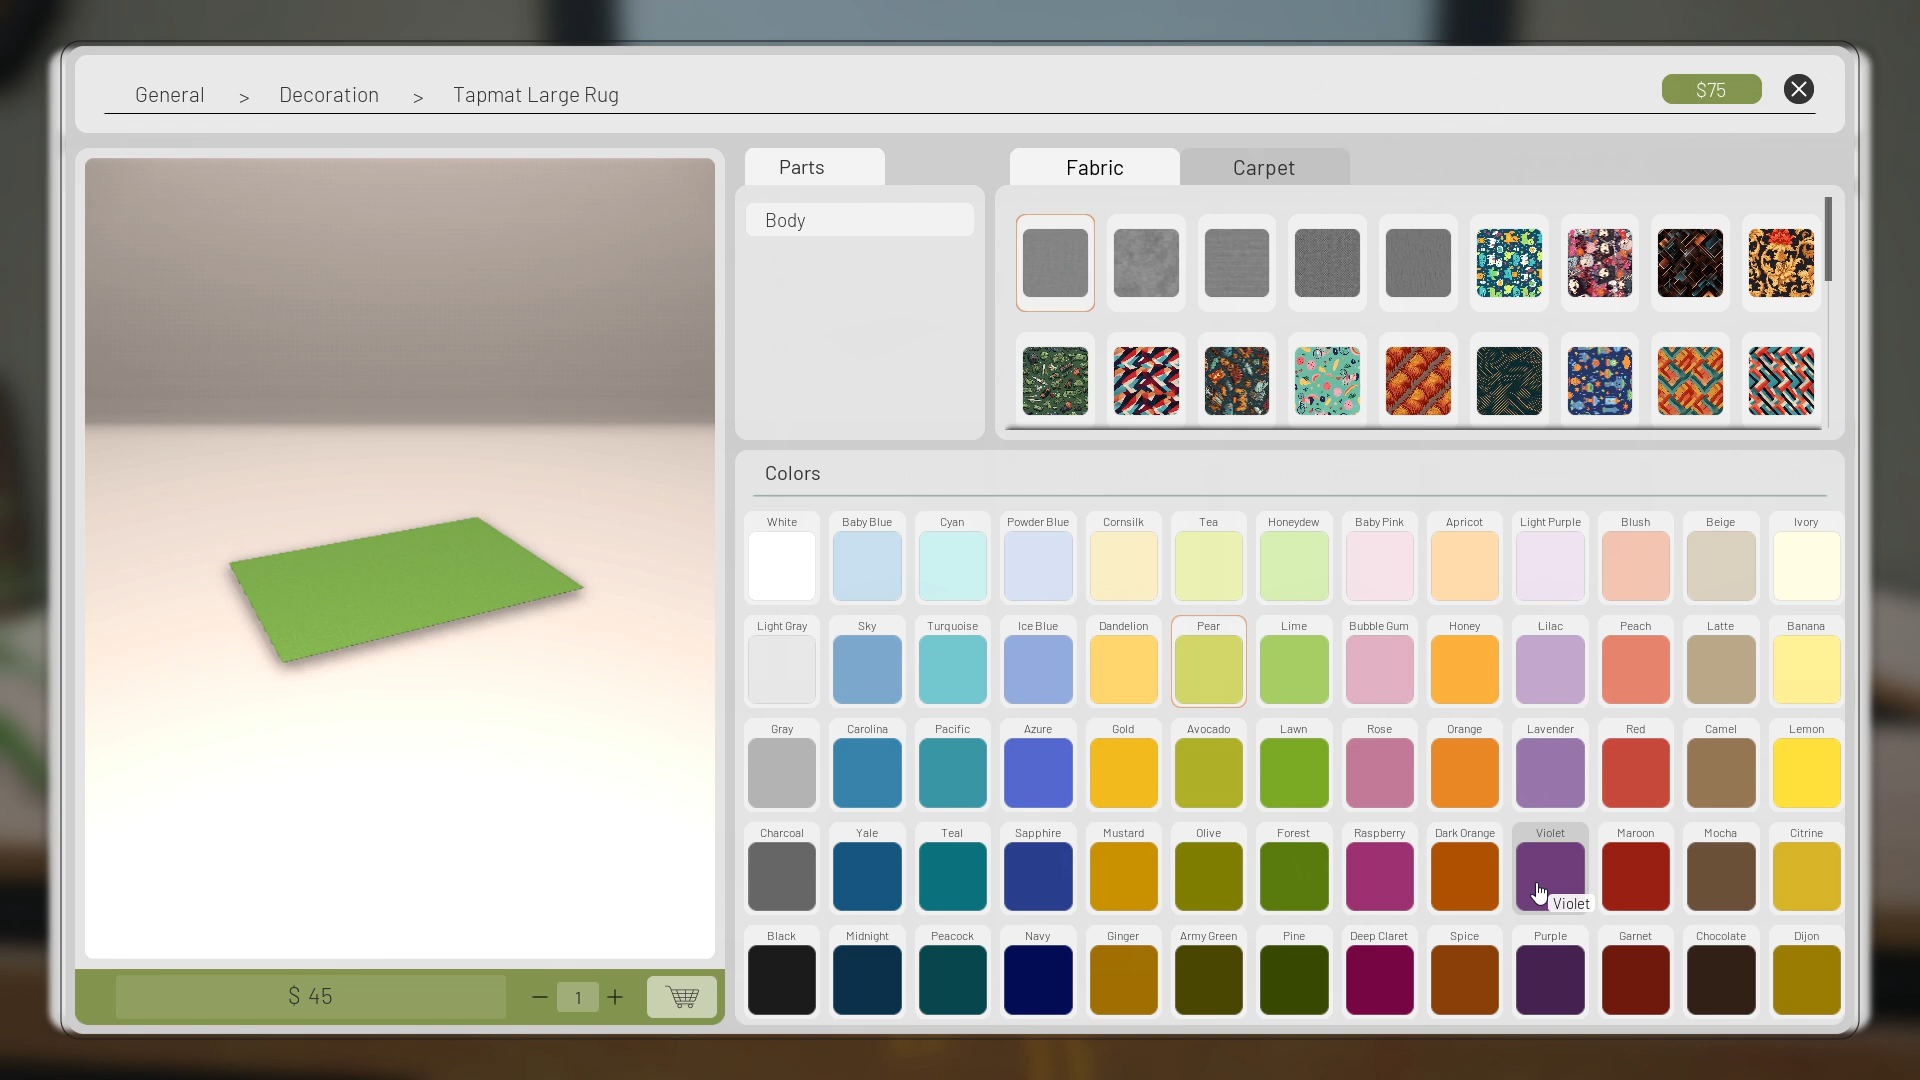 General > Decoration > Tapmat Large Rug
$75
Parts
Fabric
Carpet
Body
Colors
White Baby Blue Cyan Powder Blue Cornsilk Tea Honeydew Baby Pink Apricot Light Purple Blush Beige Ivory
Light Gray Sky Turquoise Ice Blue Dandelion Pear Lime Bubble Gum Honey Lilac Peach Latte Banana
Gray Carolina Pacific Azure Gold Avocado Lawn Rose Orange Lavender Red Camel Lemon
Charcoal Yale Teal Sapphire Mustard Olive Forest Raspberry Dark Orange Violet Maroon Mocha Citrine
Violet
Black Midnight Peacock Navy Ginger Army Green Pine Deep Claret Spice Purple Garnet Chocolate Dijon
$ 45
− 1 +